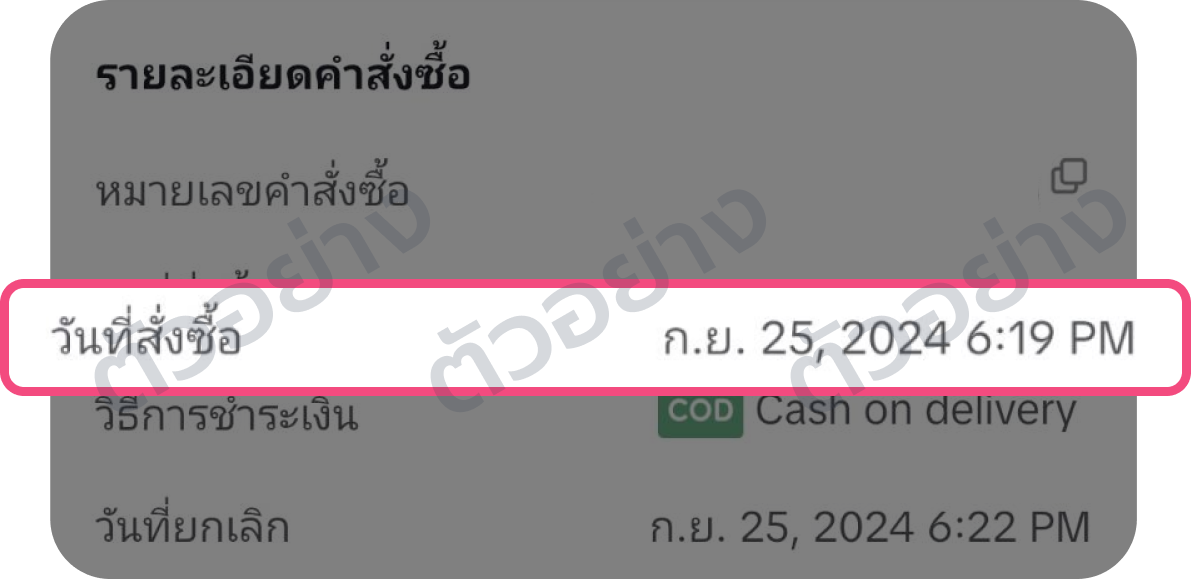 รายละเอียดคำสั่งซื้อ
หมายเลขคำสั่งซื้อ
วันที่สั่งซื้อ ก.ย. 25, 2024 6:19 PM
วิธีการชำระเงิน COD Cash on delivery
วันที่ยกเลิก ก.ย. 25, 2024 6:22 PM
ตัวอย่าง ตัวอย่าง ตัวอย่าง